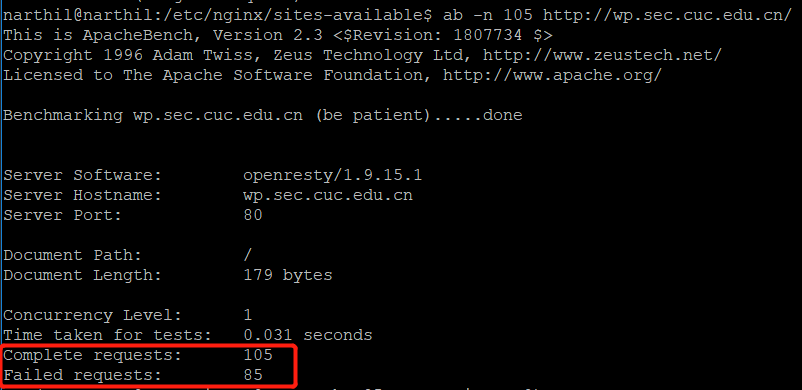 narthil@narthil:/etc/nginx/sites-available$ ab -n 105 http://wp.sec.cuc.edu.cn/
This is ApacheBench, Version 2.3 <$Revision: 1807734 $>
Copyright 1996 Adam Twiss, Zeus Technology Ltd, http://www.zeustech.net/
Licensed to The Apache Software Foundation, http://www.apache.org/
Benchmarking wp.sec.cuc.edu.cn (be patient).....done
Server Software: openresty/1.9.15.1
Server Hostname: wp.sec.cuc.edu.cn
Server Port: 80
Document Path: /
Document Length: 179 bytes
Concurrency Level: 1
Time taken for tests: 0.031 seconds
Complete requests: 105
Failed requests: 85